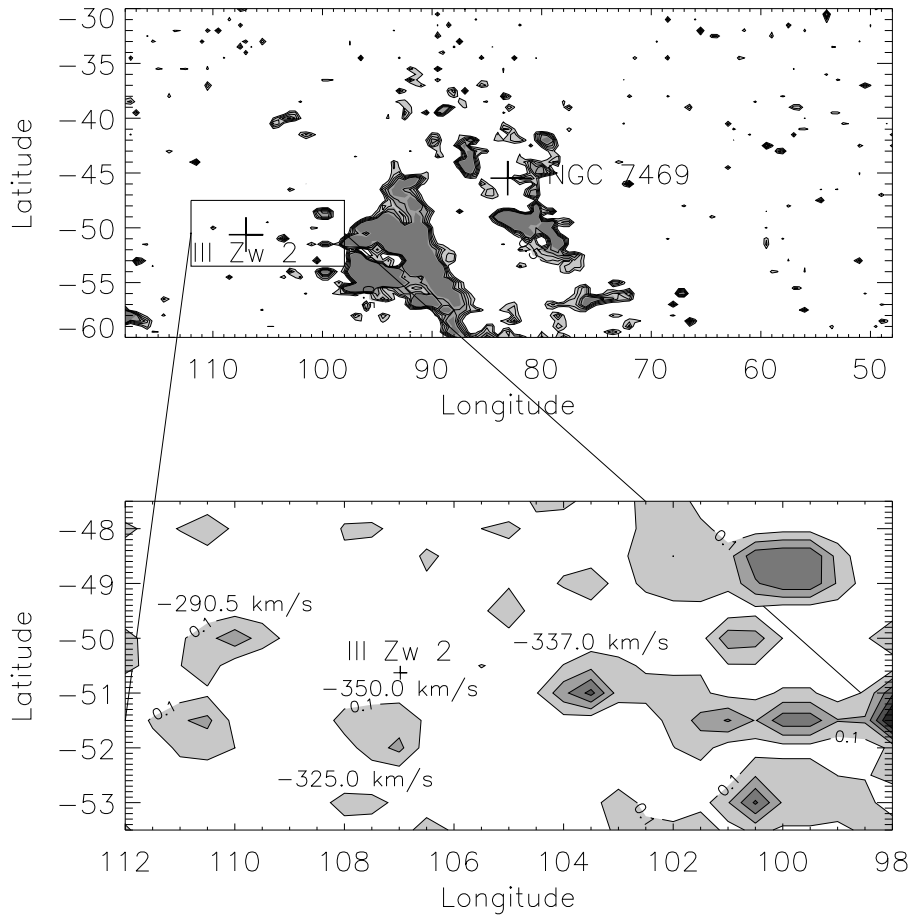 −30
−35
−40
−45
−50
−55
−60
Latitude
NGC 7469
III Zw 2
110 100 90 80 70 60 50
Longitude
−48
−49
−50
−51
−52
−53
Latitude
0.1
−290.5 km/s
0.1
III Zw 2
−337.0 km/s
−350.0 km/s
0.1
0.1
0.1
−325.0 km/s
0.1
112 110 108 106 104 102 100 98
Longitude